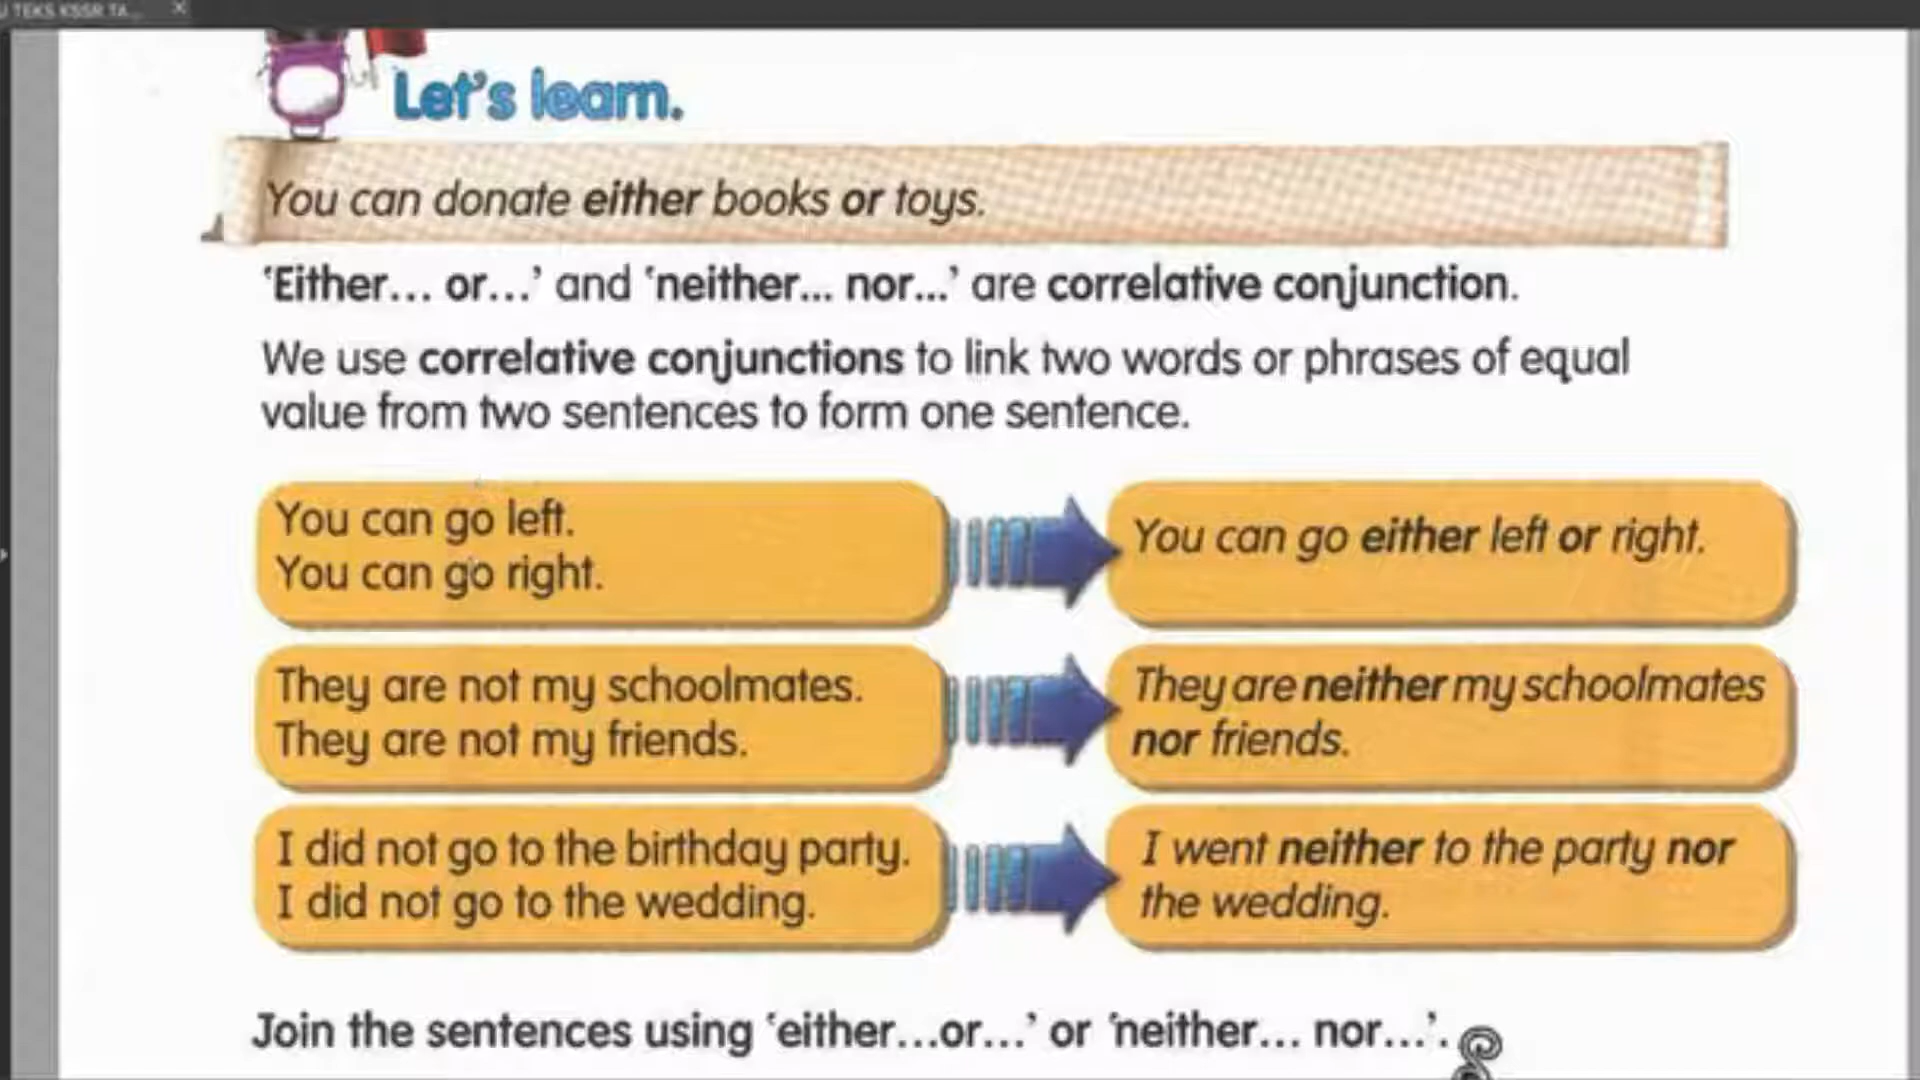 U TEKS KSSR TA...
Let's learn.
You can donate either books or toys.
'Either... or...' and 'neither... nor...' are correlative conjunction.
We use correlative conjunctions to link two words or phrases of equal
value from two sentences to form one sentence.
You can go left.
You can go right.
You can go either left or right.
They are not my schoolmates.
They are not my friends.
They are neither my schoolmates
nor friends.
I did not go to the birthday party.
I did not go to the wedding.
I went neither to the party nor
the wedding.
Join the sentences using 'either...or...' or 'neither... nor...'.